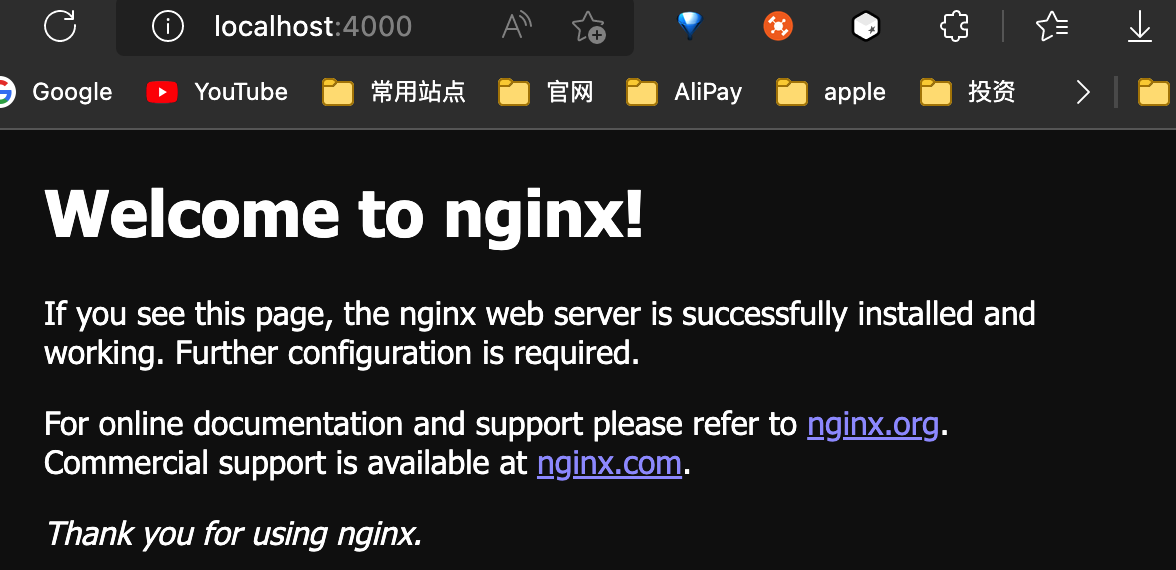 localhost:4000
Google YouTube 常用站点 官网 AliPay apple 投资
Welcome to nginx!
If you see this page, the nginx web server is successfully installed and
working. Further configuration is required.
For online documentation and support please refer to nginx.org.
Commercial support is available at nginx.com.
Thank you for using nginx.